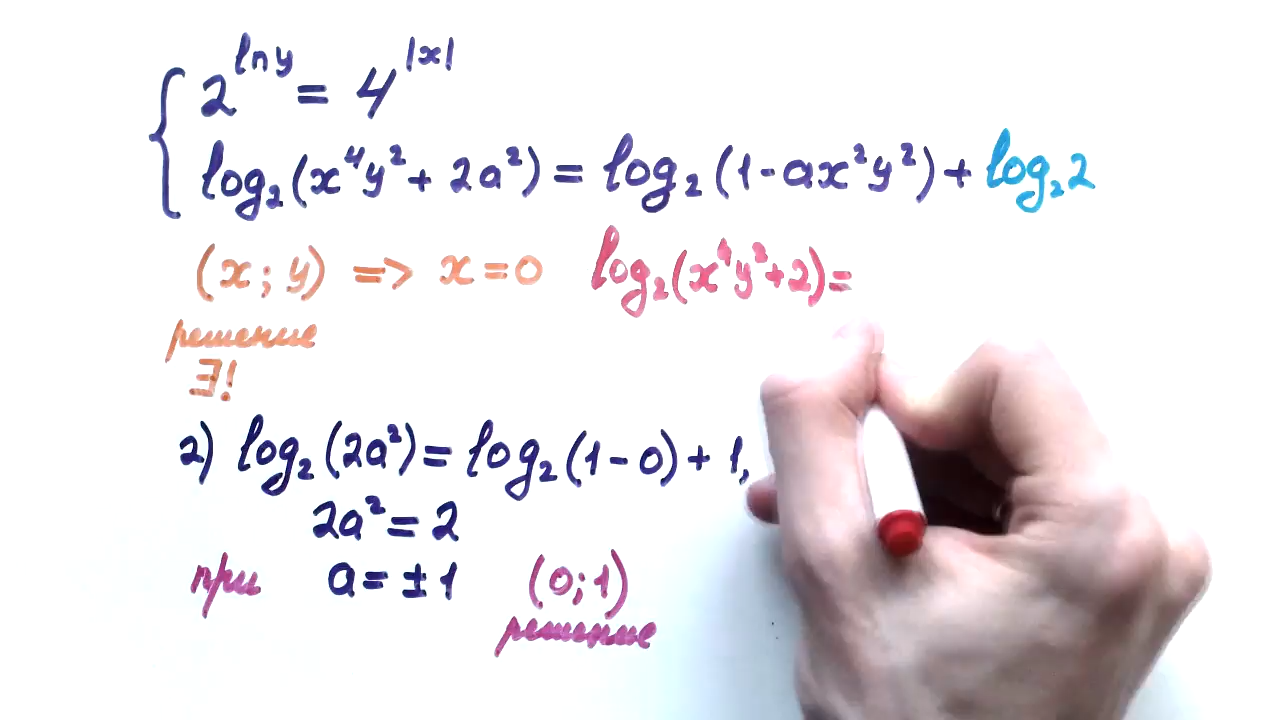 2^{ln y} = 4^{|x|}
log₂(x⁴y² + 2a²) = log₂(1 - ax²y²) + log₂2
(x; y) => x = 0 log₂(x⁴y² + 2) =
решение
∃!
2) log₂(2a²) = log₂(1 - 0) + 1,
2a² = 2
при a = ±1 (0; 1)
решение